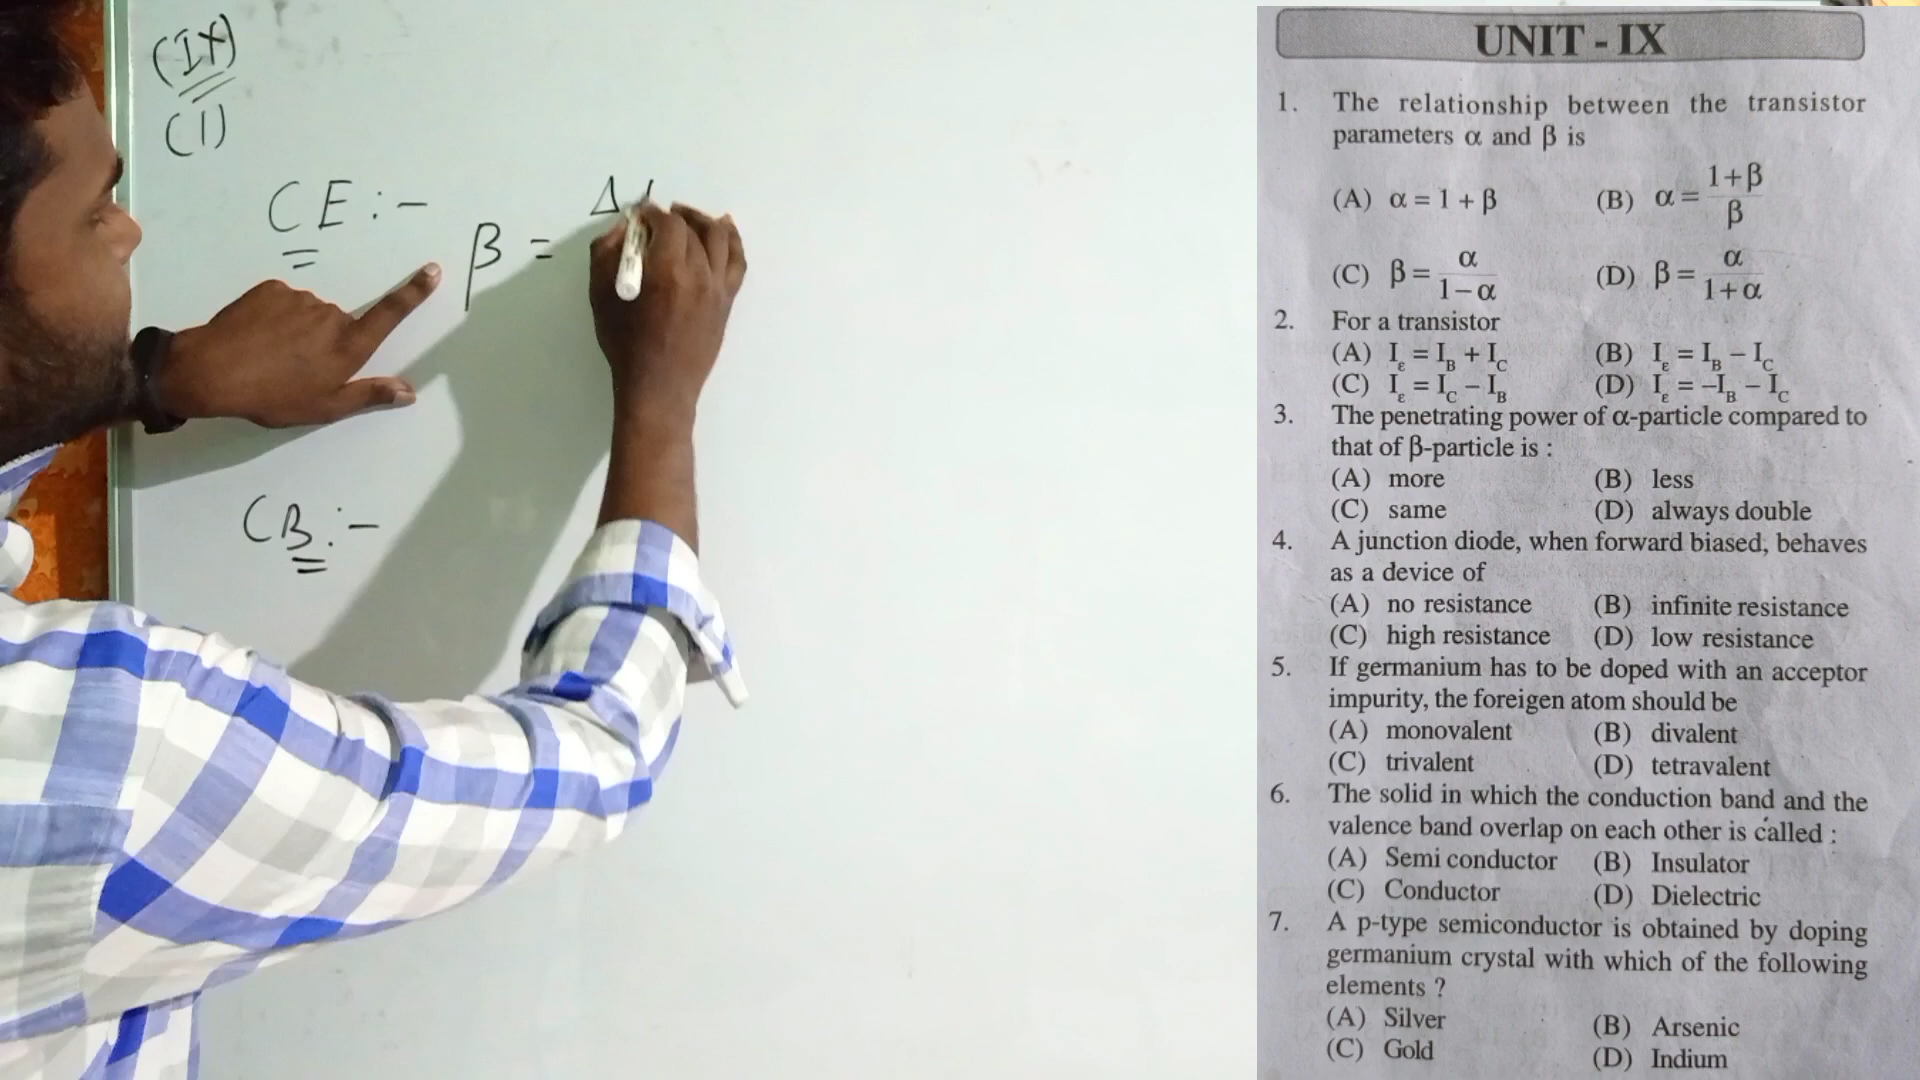 (IX)
(1)
CE:-
β = Δ
CB:-
UNIT - IX
1. The relationship between the transistor
parameters α and β is
(A) α = 1 + β (B) α = 1+β/β
(C) β = α/1−α (D) β = α/1+α
2. For a transistor
(A) I_ε = I_B + I_C (B) I_ε = I_B − I_C
(C) I_ε = I_C − I_B (D) I_ε = −I_B − I_C
3. The penetrating power of α-particle compared to
that of β-particle is :
(A) more (B) less
(C) same (D) always double
4. A junction diode, when forward biased, behaves
as a device of
(A) no resistance (B) infinite resistance
(C) high resistance (D) low resistance
5. If germanium has to be doped with an acceptor
impurity, the foreigen atom should be
(A) monovalent (B) divalent
(C) trivalent (D) tetravalent
6. The solid in which the conduction band and the
valence band overlap on each other is called :
(A) Semi conductor (B) Insulator
(C) Conductor (D) Dielectric
7. A p-type semiconductor is obtained by doping
germanium crystal with which of the following
elements ?
(A) Silver (B) Arsenic
(C) Gold (D) Indium